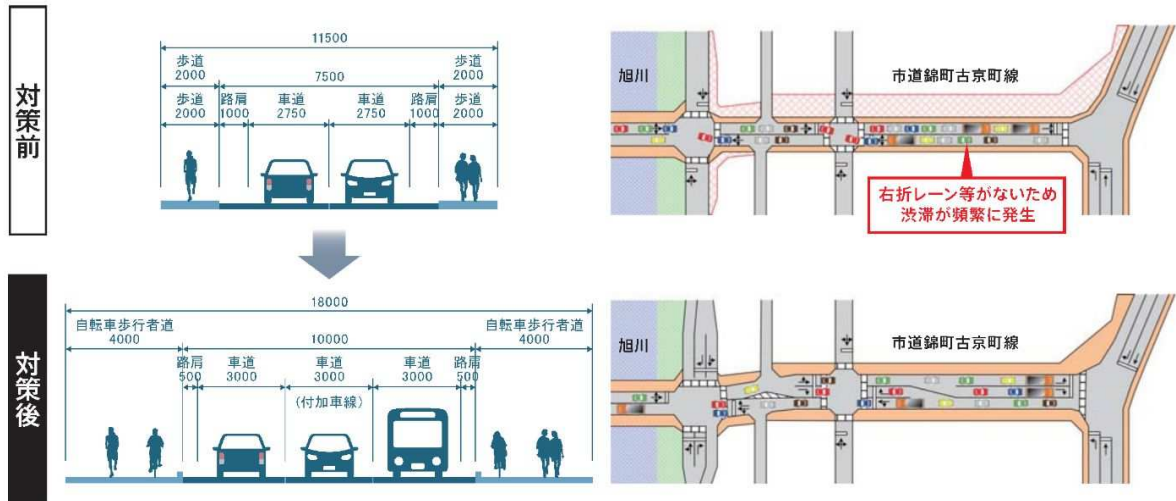 対策前
11500
歩道
2000
7500
歩道
2000
歩道
2000
路肩
1000
車道
2750
車道
2750
路肩
1000
歩道
2000
旭川
市道錦町古京町線
右折レーン等がないため
渋滞が頻繁に発生
対策後
18000
自転車歩行者道
4000
10000
自転車歩行者道
4000
路肩
500
車道
3000
車道
3000
(付加車線)
車道
3000
路肩
500
旭川
市道錦町古京町線